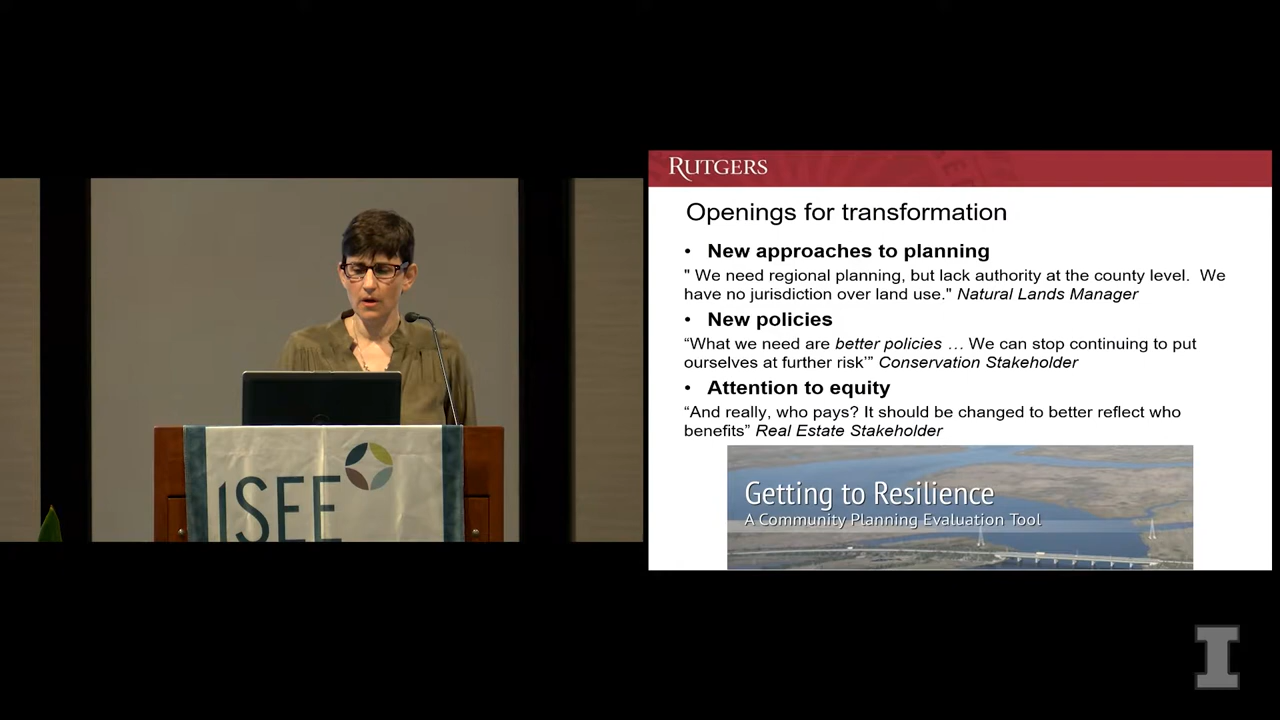 ISEE
RUTGERS
Openings for transformation
• New approaches to planning
" We need regional planning, but lack authority at the county level.  We
have no jurisdiction over land use." Natural Lands Manager
• New policies
“What we need are better policies … We can stop continuing to put
ourselves at further risk’” Conservation Stakeholder
• Attention to equity
“And really, who pays? It should be changed to better reflect who
benefits” Real Estate Stakeholder
Getting to Resilience
A Community Planning Evaluation Tool
I